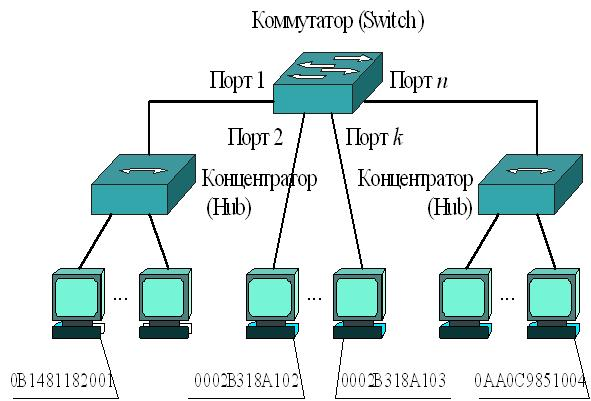 Коммутатор (Switch)
Порт 1
Порт n
Порт 2
Порт k
Концентратор
(Hub)
Концентратор
(Hub)
...
...
...
0B1481182001
0002B318A102
0002B318A103
0AA0C9851004